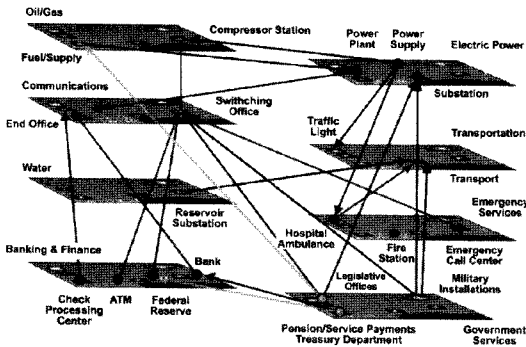 Oil/Gas
Compressor Station
Power
Plant
Power
Supply
Electric Power
Fuel/Supply
Communications
Substation
Swithching
Office
End Office
Traffic
Light
Transportation
Water
Transport
Reservoir
Substation
Emergency
Services
Hospital
Ambulance
Fire
Station
Emergency
Call Center
Banking & Finance
Bank
Legislative
Offices
Military
Installations
Check
Processing
Center
ATM
Federal
Reserve
Pension/Service Payments
Treasury Department
Government
Services